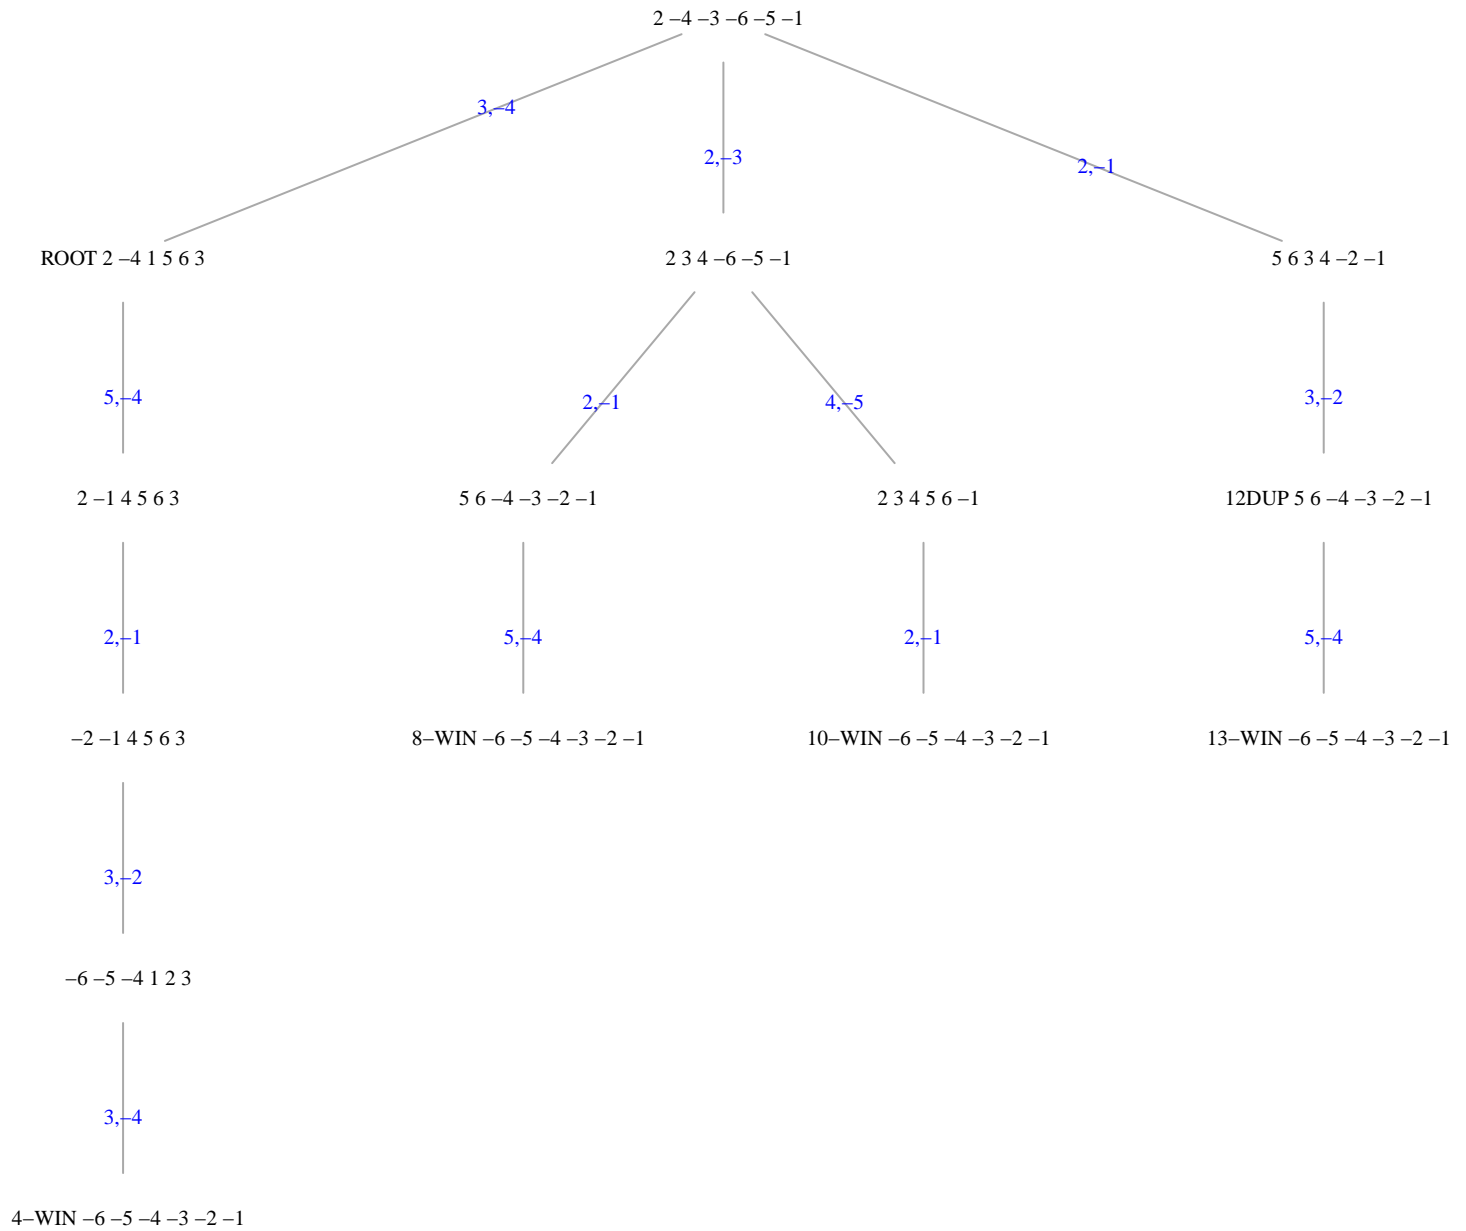 2 –4 –3 –6 –5 –1
3,–4
2,–3
2,–1
ROOT 2 –4 1 5 6 3
2 3 4 –6 –5 –1
5 6 3 4 –2 –1
5,–4
2,–1
4,–5
3,–2
2 –1 4 5 6 3
5 6 –4 –3 –2 –1
2 3 4 5 6 –1
12DUP 5 6 –4 –3 –2 –1
2,–1
5,–4
2,–1
5,–4
–2 –1 4 5 6 3
8–WIN –6 –5 –4 –3 –2 –1
10–WIN –6 –5 –4 –3 –2 –1
13–WIN –6 –5 –4 –3 –2 –1
3,–2
–6 –5 –4 1 2 3
3,–4
4–WIN –6 –5 –4 –3 –2 –1